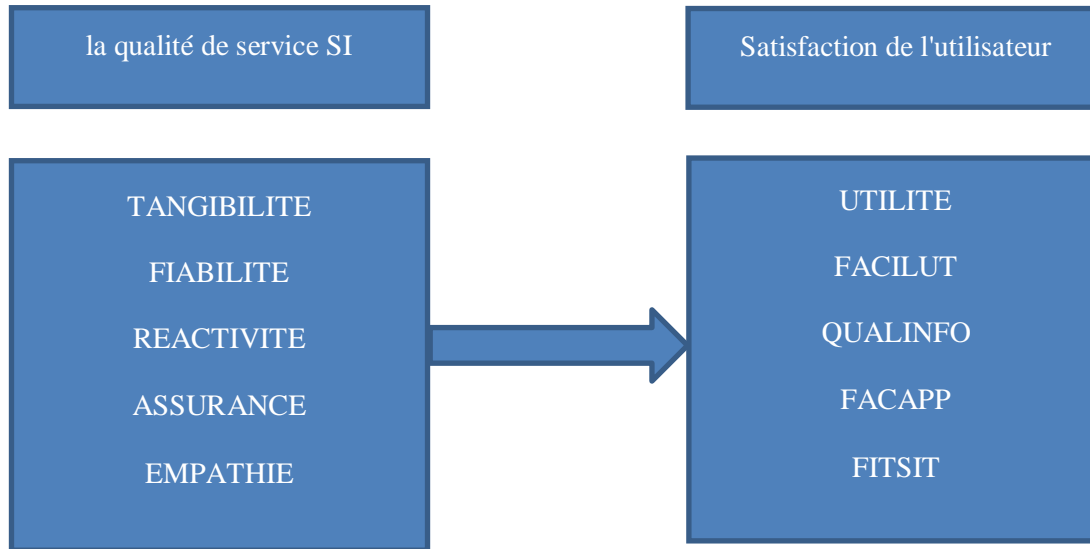 la qualité de service SI
Satisfaction de l'utilisateur
TANGIBILITE
FIABILITE
REACTIVITE
ASSURANCE
EMPATHIE
UTILITE
FACILUT
QUALINFO
FACAPP
FITSIT